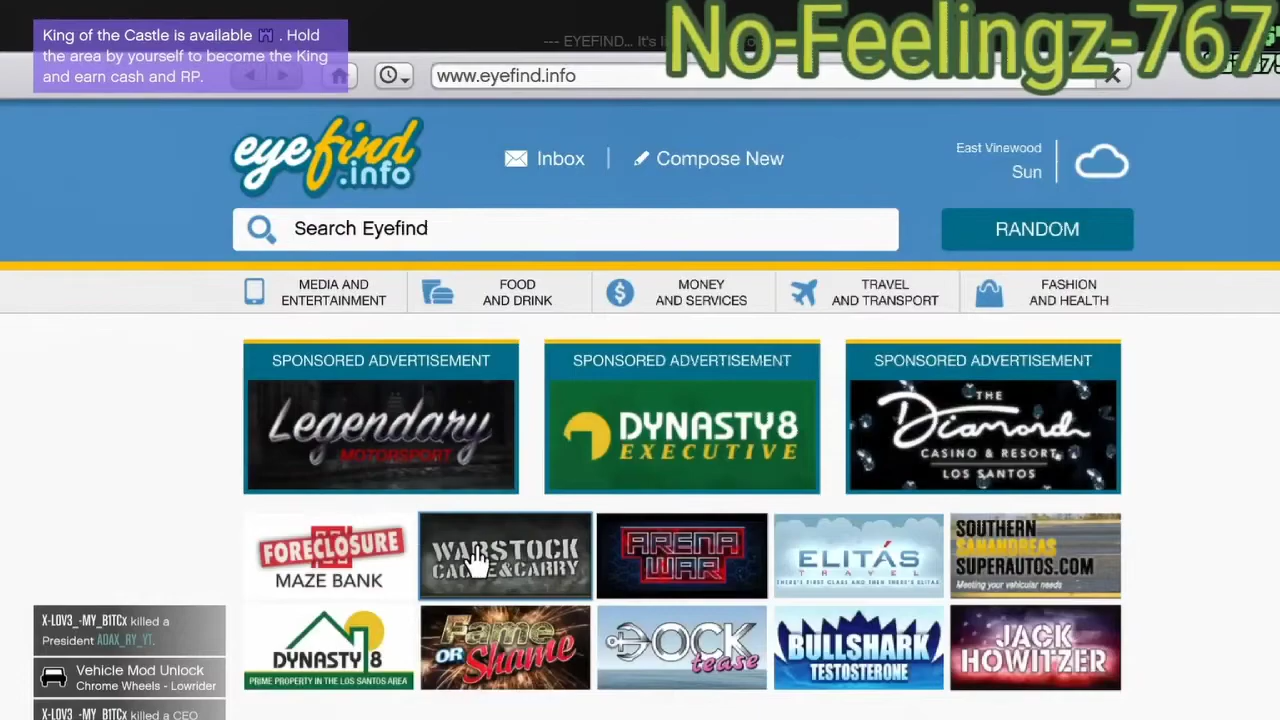 King of the Castle is available . Hold
the area by yourself to become the King
and earn cash and RP.
No-Feelingz-767
www.eyefind.info
eyefind
.info
Inbox
Compose New
East Vinewood
Sun
Search Eyefind
RANDOM
MEDIA AND
ENTERTAINMENT
FOOD
AND DRINK
MONEY
AND SERVICES
TRAVEL
AND TRANSPORT
FASHION
AND HEALTH
SPONSORED ADVERTISEMENT
Legendary
MOTORSPORT
SPONSORED ADVERTISEMENT
DYNASTY8
EXECUTIVE
SPONSORED ADVERTISEMENT
THE
Diamond
CASINO & RESORT
LOS SANTOS
FORECLOSURE
MAZE BANK
WARSTOCK
CACHE&CARRY
ARENA
WAR
ELITÁS
TRAVEL
THERE'S FIRST CLASS AND THEN THERE'S ELITAS
SOUTHERN
SANANDREAS
SUPERAUTOS.COM
Meeting your vehicular needs
DYNASTY 8
PRIME PROPERTY IN THE LOS SANTOS AREA
Fame
OR Shame
DOCK
tease
BULLSHARK
TESTOSTERONE
JACK
HOWITZER
X-LOV3_-MY_B1TCx killed a
President ADAX_RY_YT.
Vehicle Mod Unlock
Chrome Wheels - Lowrider
X-LOV3_-MY_B1TCx killed a CEO